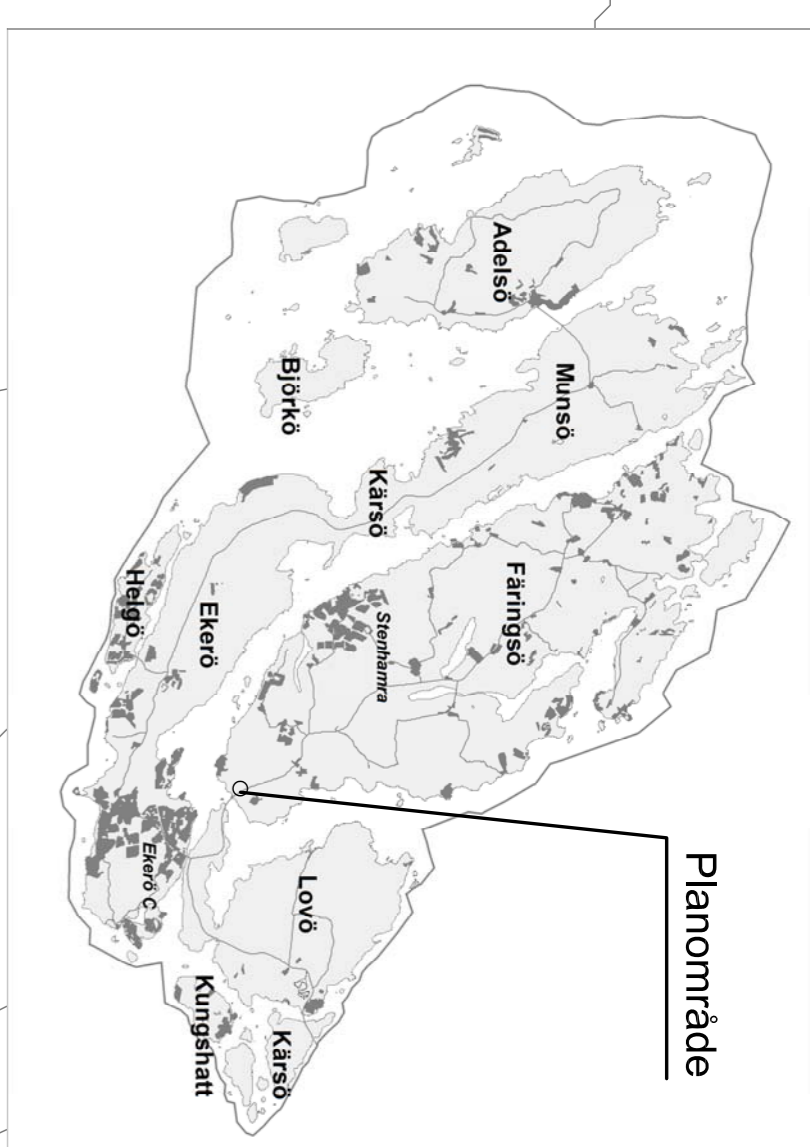 Planområde
Adelsö
Munsö
Björkö
Kärsö
Färingsö
Stenhamra
Helgö
Ekerö
Ekerö C
Lovö
Kungshatt
Kärsö